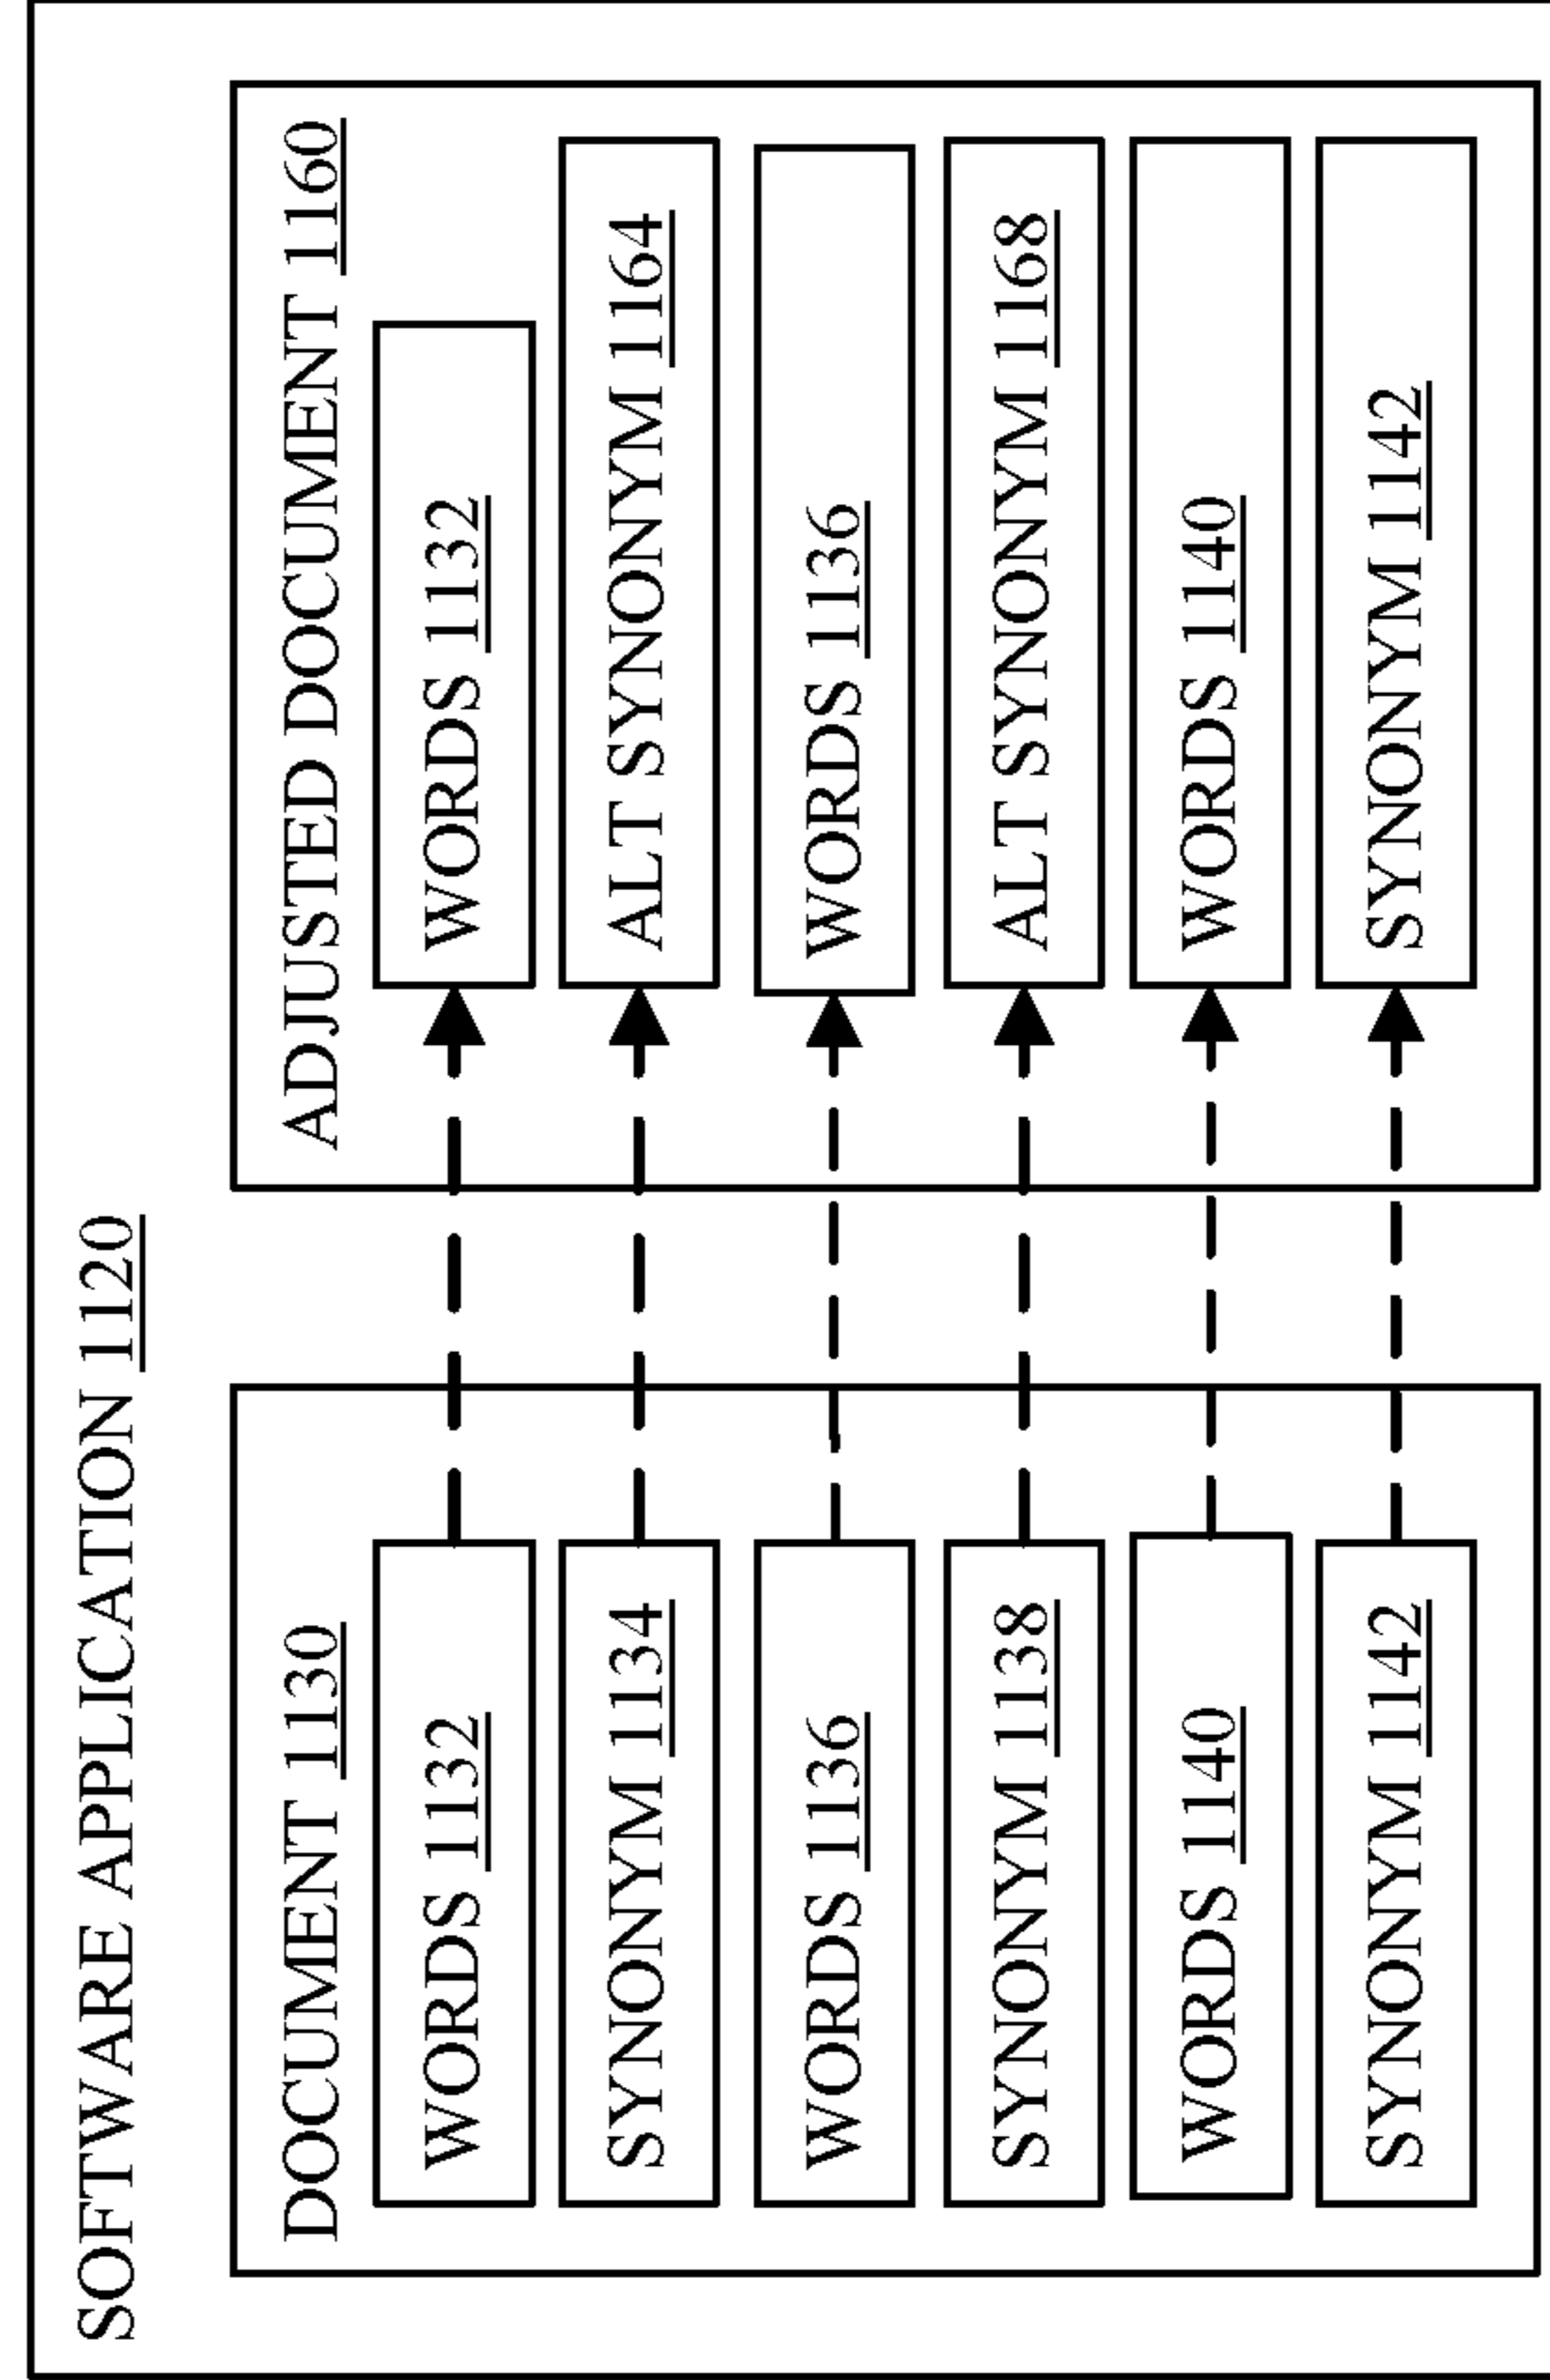 SOFTWARE APPLICATION 1120
DOCUMENT 1130
WORDS 1132
SYNONYM 1134
WORDS 1136
SYNONYM 1138
WORDS 1140
SYNONYM 1142
ADJUSTED DOCUMENT 1160
WORDS 1132
ALT SYNONYM 1164
WORDS 1136
ALT SYNONYM 1168
WORDS 1140
SYNONYM 1142